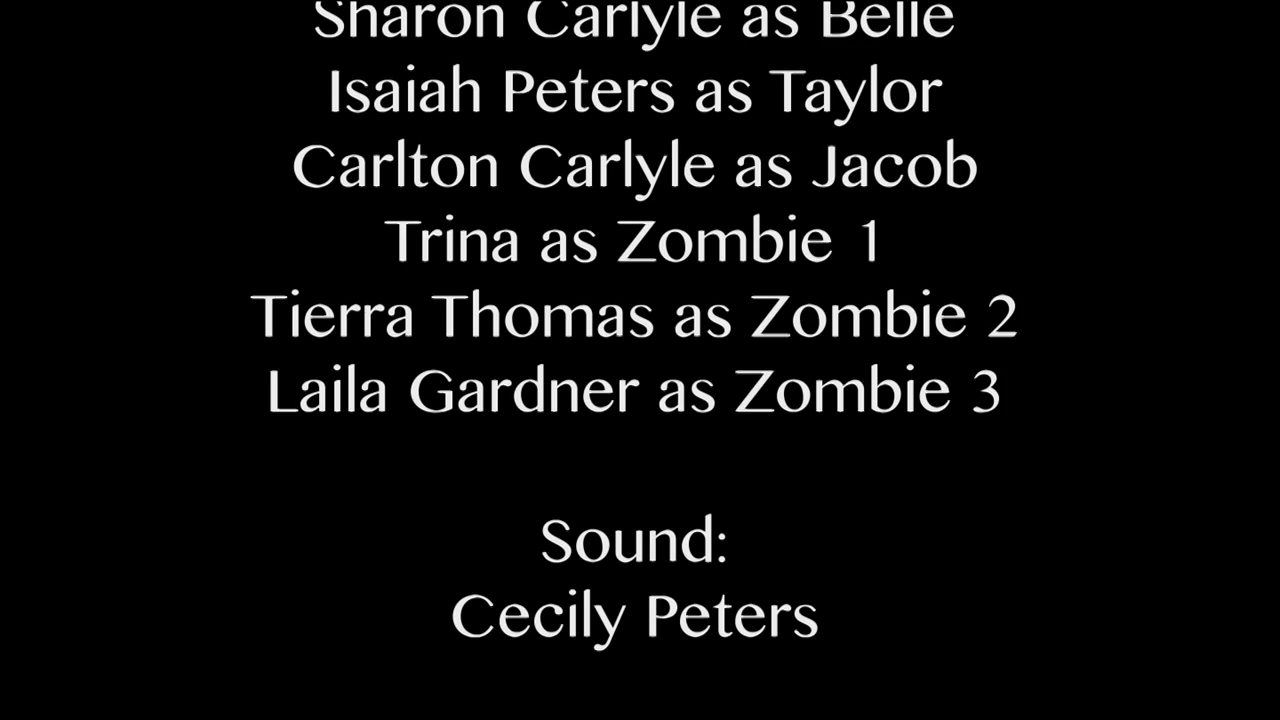 Sharon Carlyle as Belle
Isaiah Peters as Taylor
Carlton Carlyle as Jacob
Trina as Zombie 1
Tierra Thomas as Zombie 2
Laila Gardner as Zombie 3
Sound:
Cecily Peters